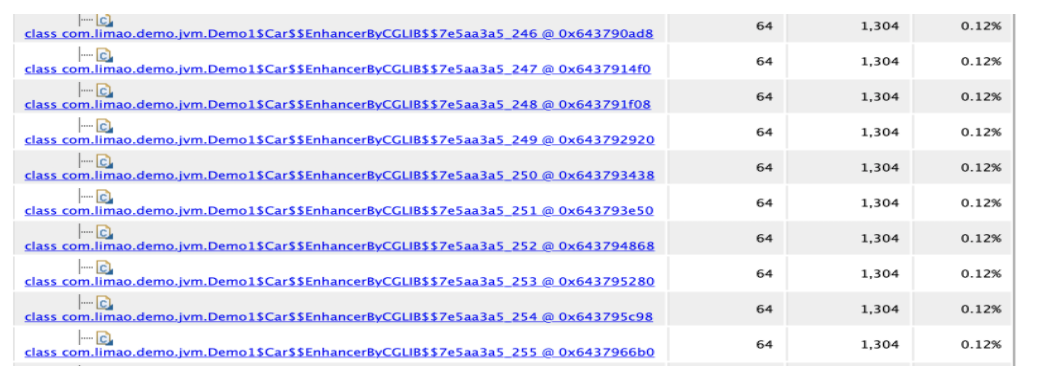 class com.limao.demo.jvm.Demo1$Car$$EnhancerByCGLIB$$7e5aa3a5_246 @ 0x643790ad8 64 1,304 0.12%
class com.limao.demo.jvm.Demo1$Car$$EnhancerByCGLIB$$7e5aa3a5_247 @ 0x6437914f0 64 1,304 0.12%
class com.limao.demo.jvm.Demo1$Car$$EnhancerByCGLIB$$7e5aa3a5_248 @ 0x643791f08 64 1,304 0.12%
class com.limao.demo.jvm.Demo1$Car$$EnhancerByCGLIB$$7e5aa3a5_249 @ 0x643792920 64 1,304 0.12%
class com.limao.demo.jvm.Demo1$Car$$EnhancerByCGLIB$$7e5aa3a5_250 @ 0x643793438 64 1,304 0.12%
class com.limao.demo.jvm.Demo1$Car$$EnhancerByCGLIB$$7e5aa3a5_251 @ 0x643793e50 64 1,304 0.12%
class com.limao.demo.jvm.Demo1$Car$$EnhancerByCGLIB$$7e5aa3a5_252 @ 0x643794868 64 1,304 0.12%
class com.limao.demo.jvm.Demo1$Car$$EnhancerByCGLIB$$7e5aa3a5_253 @ 0x643795280 64 1,304 0.12%
class com.limao.demo.jvm.Demo1$Car$$EnhancerByCGLIB$$7e5aa3a5_254 @ 0x643795c98 64 1,304 0.12%
class com.limao.demo.jvm.Demo1$Car$$EnhancerByCGLIB$$7e5aa3a5_255 @ 0x6437966b0 64 1,304 0.12%